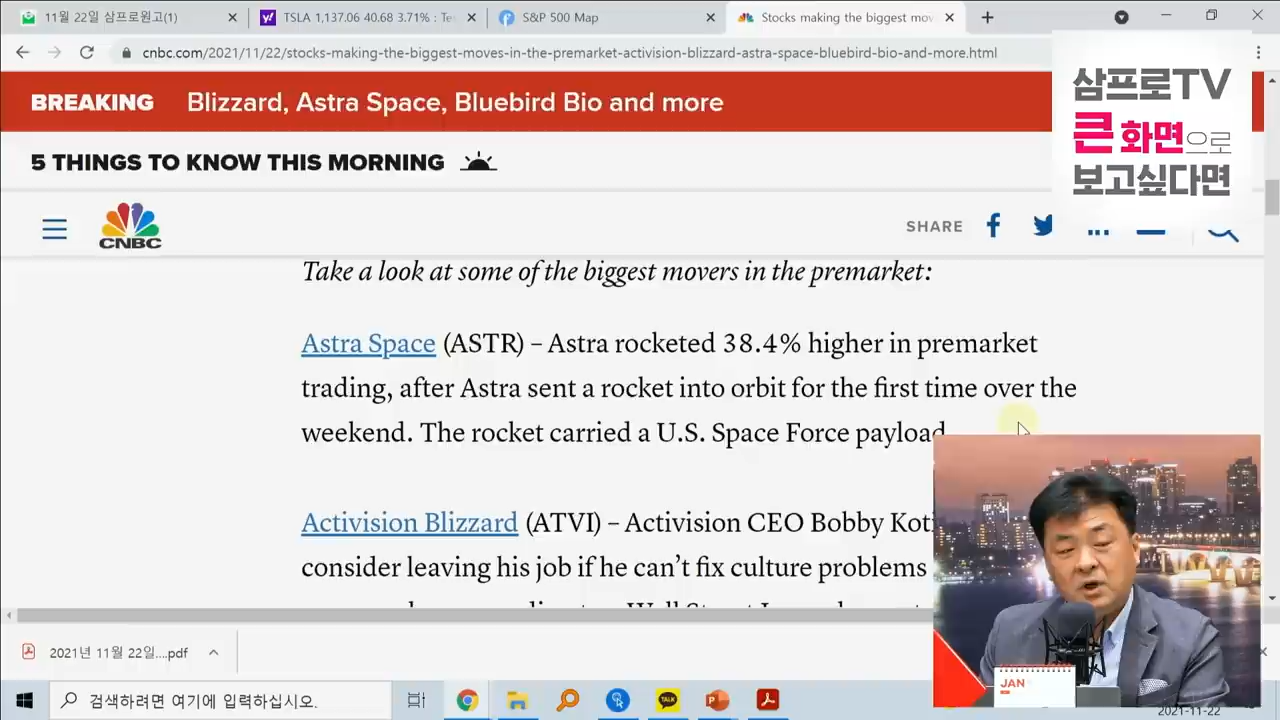 11월 22일 삼프로원고(1)
TSLA 1,137.06 40.68 3.71% : Te
S&P 500 Map
Stocks making the biggest mov
cnbc.com/2021/11/22/stocks-making-the-biggest-moves-in-the-premarket-activision-blizzard-astra-space-bluebird-bio-and-more.html
삼프로TV
큰 화면으로
보고싶다면
BREAKING Blizzard, Astra Space, Bluebird Bio and more
5 THINGS TO KNOW THIS MORNING
CNBC
SHARE
Take a look at some of the biggest movers in the premarket:
Astra Space (ASTR) – Astra rocketed 38.4% higher in premarket
trading, after Astra sent a rocket into orbit for the first time over the
weekend. The rocket carried a U.S. Space Force payload.
Activision Blizzard (ATVI) – Activision CEO Bobby Koti
consider leaving his job if he can’t fix culture problems
Wall Street
2021년 11월 22일....pdf
JAN
검색하려면 여기에 입력하십시오.
TALK
2021-11-22